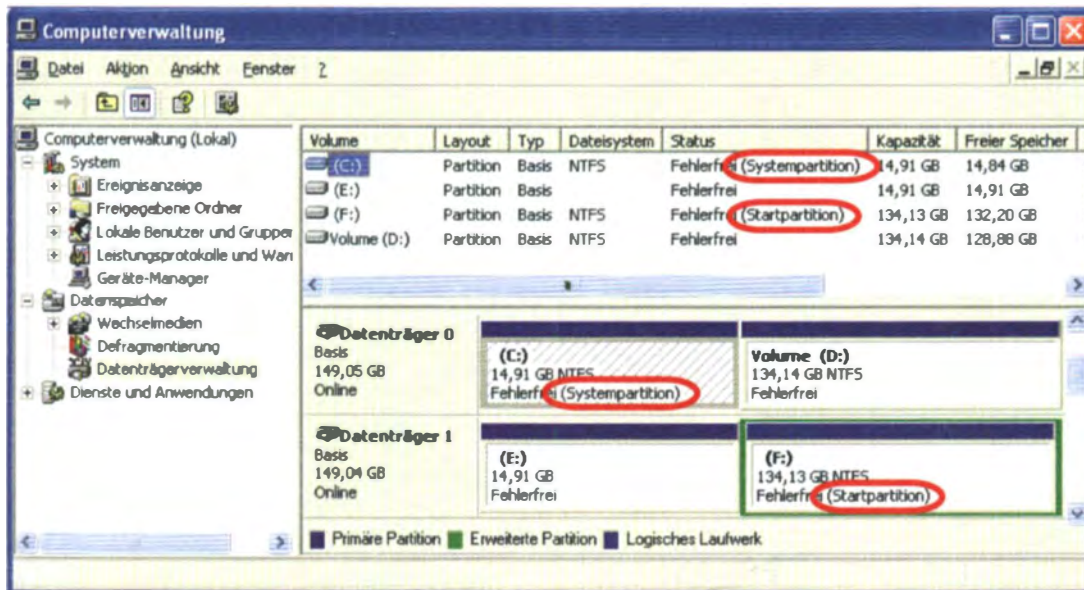 Computerverwaltung
Datei Aktion Ansicht Fenster ?
Computerverwaltung (Lokal)
System
Ereignisanzeige
Freigegebene Ordner
Lokale Benutzer und Gruppen
Leistungsprotokolle und Warn
Geräte-Manager
Datenspeicher
Wechselmedien
Defragmentierung
Datenträgerverwaltung
Dienste und Anwendungen
Volume Layout Typ Dateisystem Status Kapazität Freier Speicher
(C:) Partition Basis NTFS Fehlerfrei (Systempartition) 14,91 GB 14,84 GB
(E:) Partition Basis Fehlerfrei 14,91 GB 14,91 GB
(F:) Partition Basis NTFS Fehlerfrei (Startpartition) 134,13 GB 132,20 GB
Volume (D:) Partition Basis NTFS Fehlerfrei 134,14 GB 128,88 GB
Datenträger 0
Basis
149,05 GB
Online
(C:)
14,91 GB NTFS
Fehlerfrei (Systempartition)
Volume (D:)
134,14 GB NTFS
Fehlerfrei
Datenträger 1
Basis
149,04 GB
Online
(E:)
14,91 GB
Fehlerfrei
(F:)
134,13 GB NTFS
Fehlerfrei (Startpartition)
Primäre Partition Erweiterte Partition Logisches Laufwerk